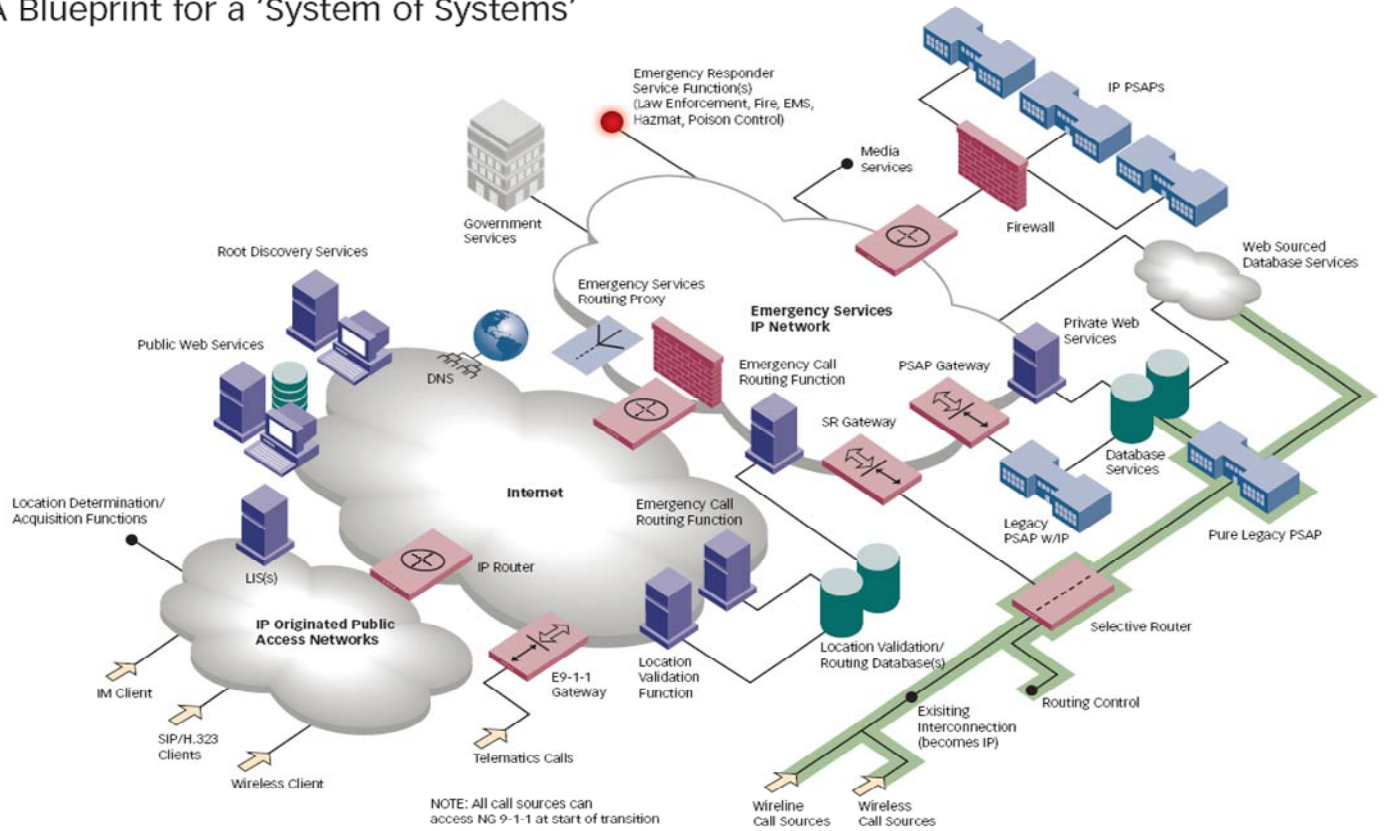 A Blueprint for a 'System of Systems'
Emergency Responder
Service Function(s)
(Law Enforcement, Fire, EMS,
Hazmat, Poison Control)
IP PSAPs
Media
Services
Government
Services
Firewall
Web Sourced
Database Services
Root Discovery Services
Emergency Services
Routing Proxy
Emergency Services
IP Network
Private Web
Services
Public Web Services
DNS
Emergency Call
Routing Function
PSAP Gateway
SR Gateway
Database
Services
Internet
Location Determination/
Acquisition Functions
Emergency Call
Routing Function
Legacy
PSAP w/IP
Pure Legacy PSAP
LIS(s)
IP Router
IP Originated Public
Access Networks
Selective Router
E9-1-1
Gateway
Location
Validation
Function
Location Validation/
Routing Database(s)
IM Client
Exisiting
Interconnection
(becomes IP)
Routing Control
SIP/H.323
Clients
Telematics Calls
Wireless Client
NOTE: All call sources can
access NG 9-1-1 at start of transition
Wireline
Call Sources
Wireless
Call Sources